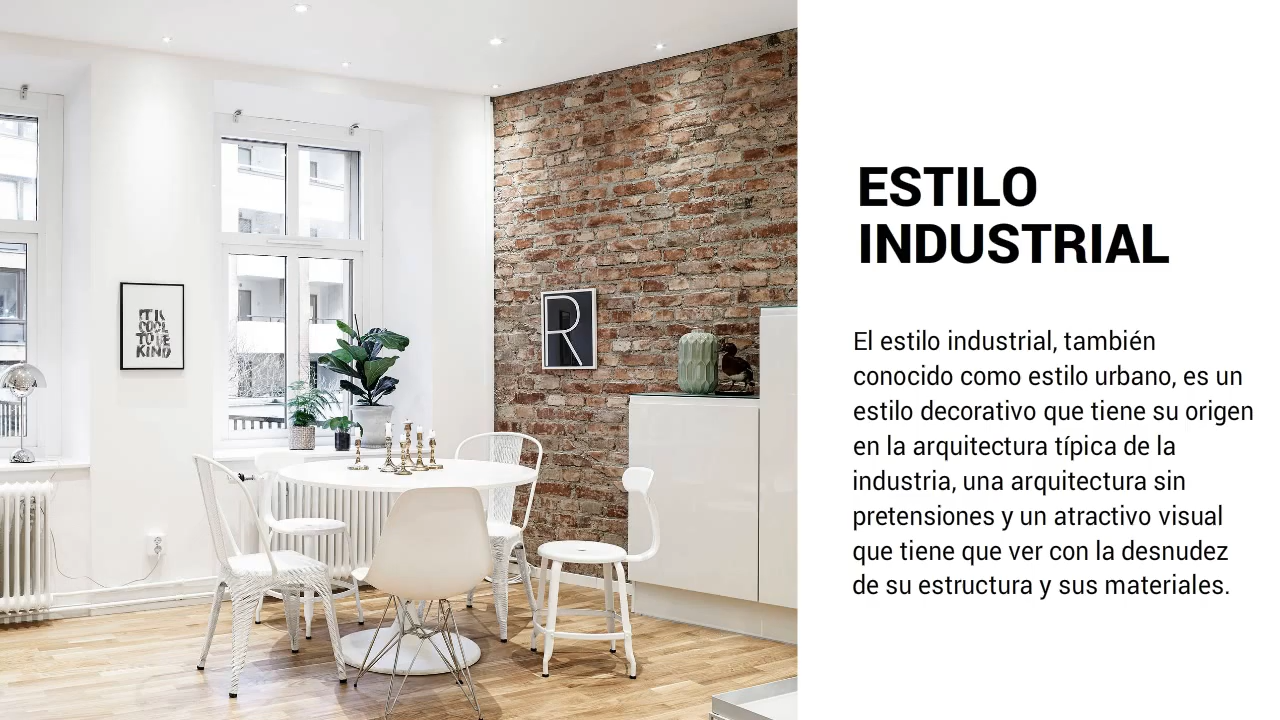 IT IS
COOL
TO BE
KIND
R
ESTILO
INDUSTRIAL
El estilo industrial, también
conocido como estilo urbano, es un
estilo decorativo que tiene su origen
en la arquitectura típica de la
industria, una arquitectura sin
pretensiones y un atractivo visual
que tiene que ver con la desnudez
de su estructura y sus materiales.